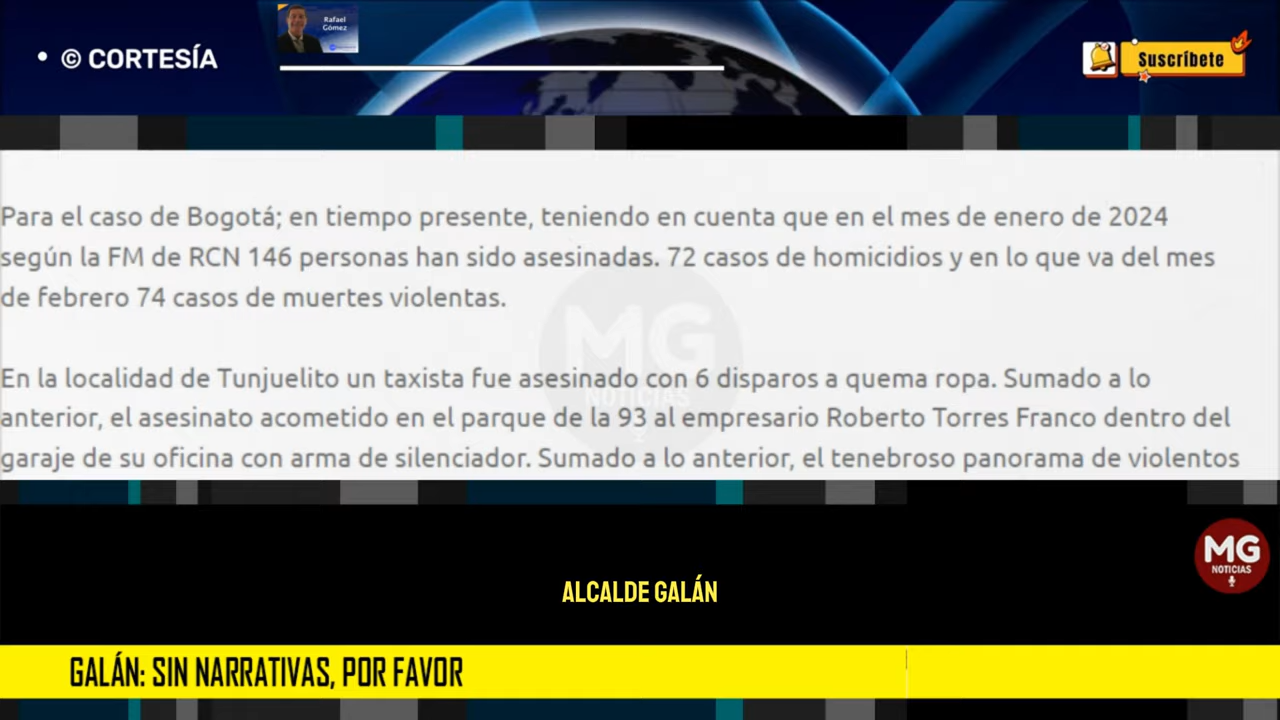 • © CORTESÍA
Rafael
Gómez
Suscríbete
Para el caso de Bogotá; en tiempo presente, teniendo en cuenta que en el mes de enero de 2024
según la FM de RCN 146 personas han sido asesinadas. 72 casos de homicidios y en lo que va del mes
de febrero 74 casos de muertes violentas.
En la localidad de Tunjuelito un taxista fue asesinado con 6 disparos a quema ropa. Sumado a lo
anterior, el asesinato acometido en el parque de la 93 al empresario Roberto Torres Franco dentro del
garaje de su oficina con arma de silenciador. Sumado a lo anterior, el tenebroso panorama de violentos
MG
NOTICIAS
MG
NOTICIAS
ALCALDE GALÁN
GALÁN: SIN NARRATIVAS, POR FAVOR